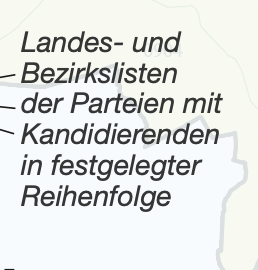 Landes- und
Bezirkslisten
der Parteien mit
Kandidierenden
in festgelegter
Reihenfolge